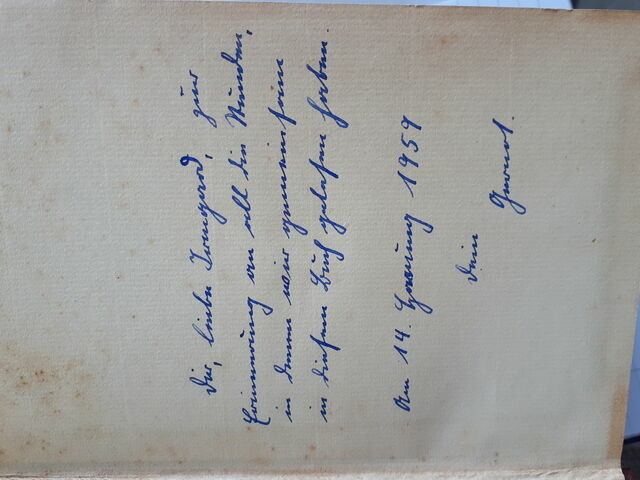 Dir, liebe Irmgard, zur
Erinnerung an all die Stunden,
in denen wir gemeinsam
in diesem Buch gelesen haben.
Am 14. Hornung 1959
Dein Gernot.